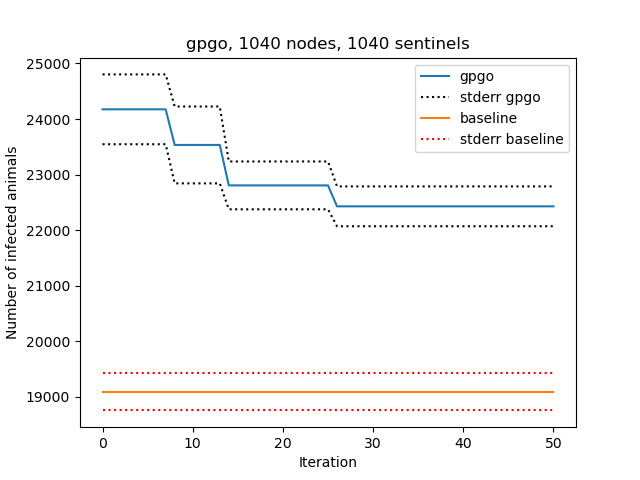 gpgo, 1040 nodes, 1040 sentinels
25000
24000
23000
22000
21000
20000
19000
Number of infected animals
gpgo
stderr gpgo
baseline
stderr baseline
0 10 20 30 40 50
Iteration